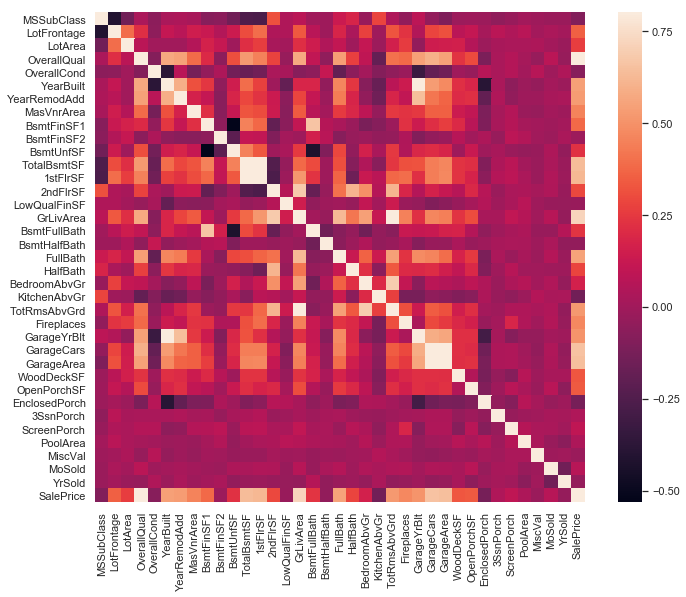 MSSubClass
LotFrontage
LotArea
OverallQual
OverallCond
YearBuilt
YearRemodAdd
MasVnrArea
BsmtFinSF1
BsmtFinSF2
BsmtUnfSF
TotalBsmtSF
1stFlrSF
2ndFlrSF
LowQualFinSF
GrLivArea
BsmtFullBath
BsmtHalfBath
FullBath
HalfBath
BedroomAbvGr
KitchenAbvGr
TotRmsAbvGrd
Fireplaces
GarageYrBlt
GarageCars
GarageArea
WoodDeckSF
OpenPorchSF
EnclosedPorch
3SsnPorch
ScreenPorch
PoolArea
MiscVal
MoSold
YrSold
SalePrice
MSSubClass
LotFrontage
LotArea
OverallQual
OverallCond
YearBuilt
YearRemodAdd
MasVnrArea
BsmtFinSF1
BsmtFinSF2
BsmtUnfSF
TotalBsmtSF
1stFlrSF
2ndFlrSF
LowQualFinSF
GrLivArea
BsmtFullBath
BsmtHalfBath
FullBath
HalfBath
BedroomAbvGr
KitchenAbvGr
TotRmsAbvGrd
Fireplaces
GarageYrBlt
GarageCars
GarageArea
WoodDeckSF
OpenPorchSF
EnclosedPorch
3SsnPorch
ScreenPorch
PoolArea
MiscVal
MoSold
YrSold
SalePrice
0.75
0.50
0.25
0.00
−0.25
−0.50